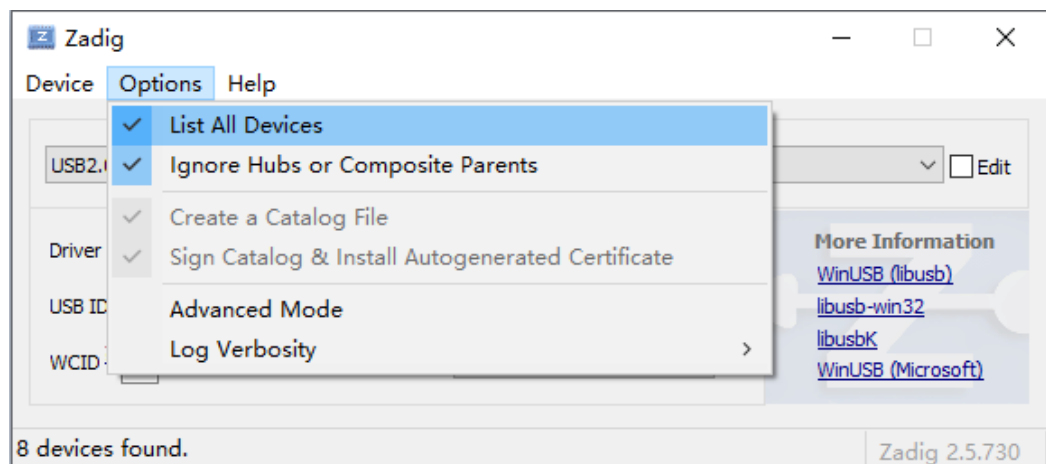 Zadig
Device Options Help
List All Devices
USB2. Ignore Hubs or Composite Parents Edit
Create a Catalog File
Driver Sign Catalog & Install Autogenerated Certificate
More Information
WinUSB (libusb)
USB ID Advanced Mode libusb-win32
Log Verbosity libusbK
WCID WinUSB (Microsoft)
8 devices found. Zadig 2.5.730